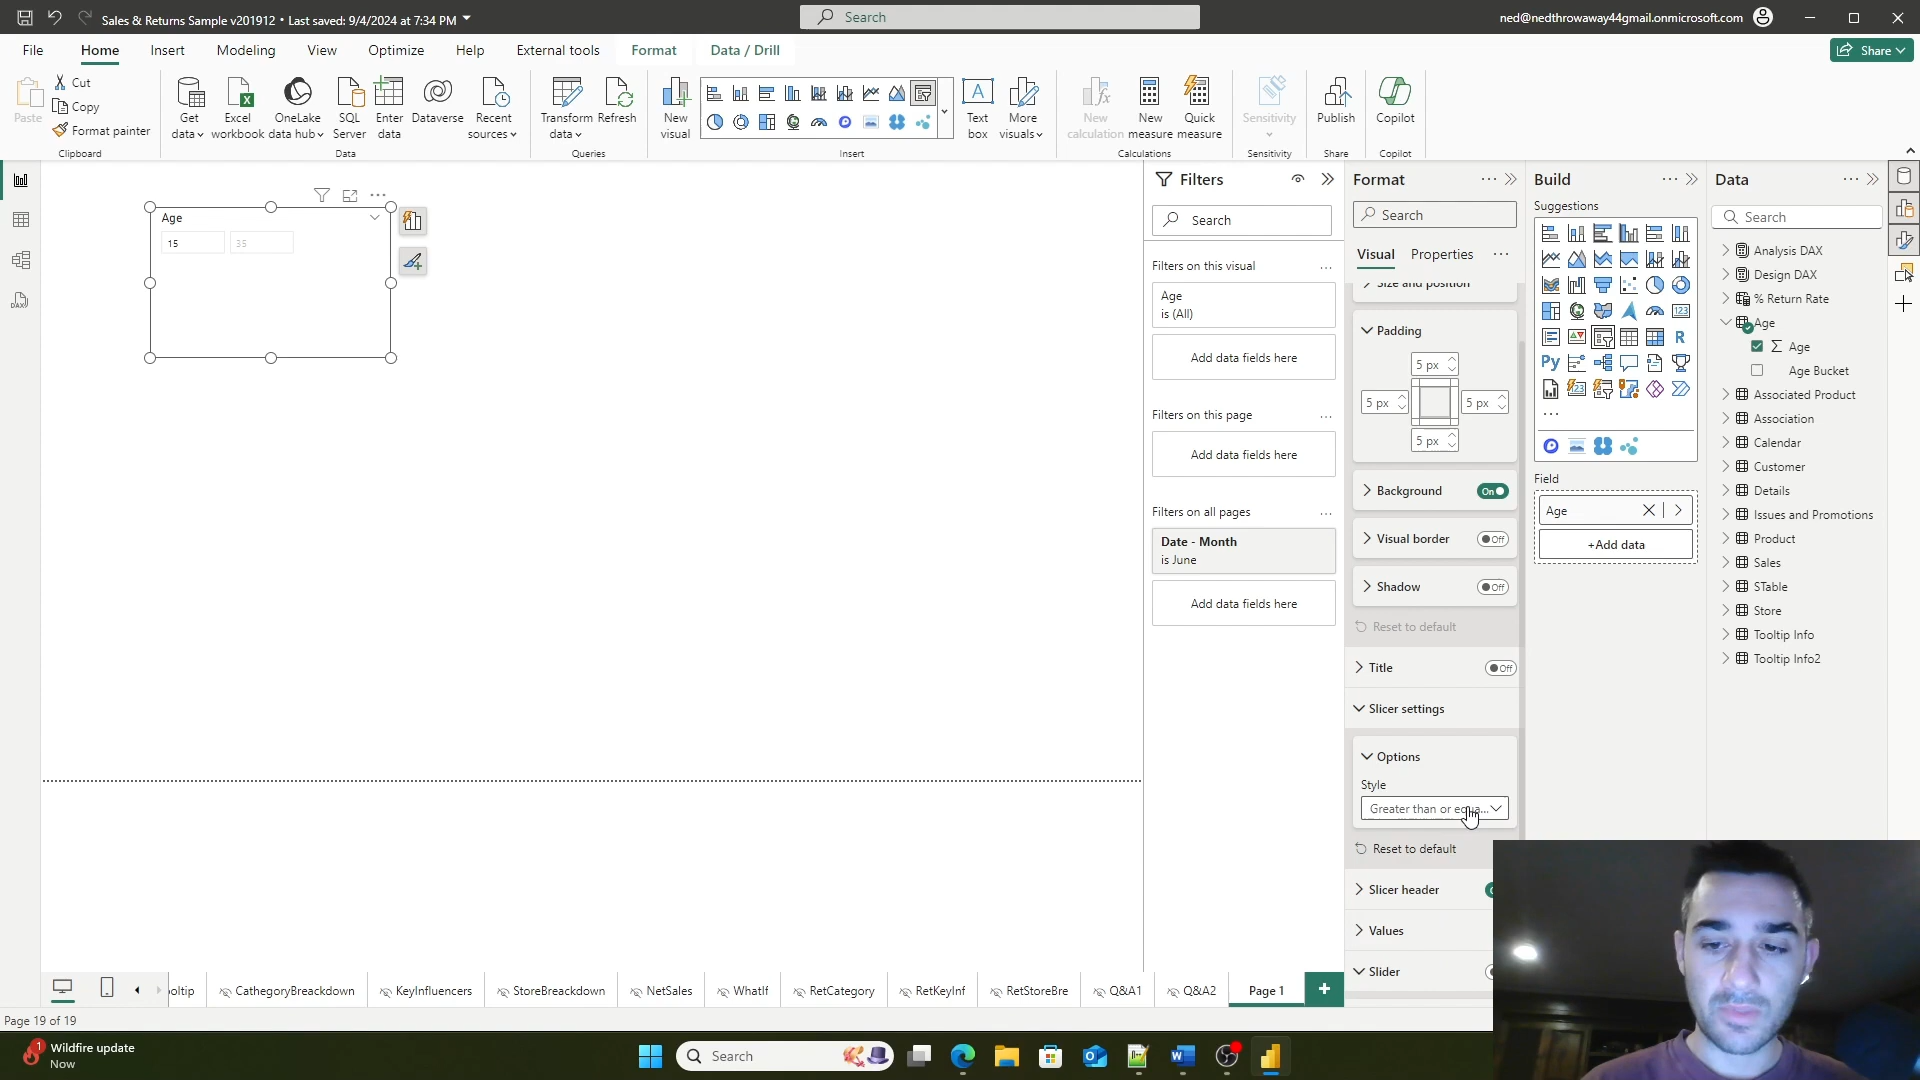 Sales & Returns Sample v201912 • Last saved: 9/4/2024 at 7:34 PM
Search
ned@nedthrowaway44gmail.onmicrosoft.com
File
Home
Insert
Modeling
View
Optimize
Help
External tools
Format
Data / Drill
Share
Paste
Cut
Copy
Format painter
Clipboard
Get data
Excel workbook
OneLake data hub
SQL Server
Enter data
Dataverse
Recent sources
Data
Transform data
Refresh
Queries
New visual
Text box
More visuals
Insert
New calculation
New measure
Quick measure
Calculations
Sensitivity
Sensitivity
Publish
Share
Copilot
Copilot
Age
15
35
Filters
Search
Filters on this visual
Age
is (All)
Add data fields here
Filters on this page
Add data fields here
Filters on all pages
Date - Month
is June
Add data fields here
Format
Search
Visual
Properties
Size and position
Padding
5 px
5 px
5 px
5 px
Background
On
Visual border
Off
Shadow
Off
Reset to default
Title
Off
Slicer settings
Options
Style
Greater than or equa...
Reset to default
Slicer header
Values
Slider
Build
Suggestions
R
Py
123
Field
Age
+Add data
Data
Search
Analysis DAX
Design DAX
% Return Rate
Age
Age
Age Bucket
Associated Product
Association
Calendar
Customer
Details
Issues and Promotions
Product
Sales
STable
Store
Tooltip Info
Tooltip Info2
DAX
ooltip
CathegoryBreackdown
KeyInfluencers
StoreBreakdown
NetSales
WhatIf
RetCategory
RetKeyInf
RetStoreBre
Q&A1
Q&A2
Page 1
Page 19 of 19
1
Wildfire update
Now
Search